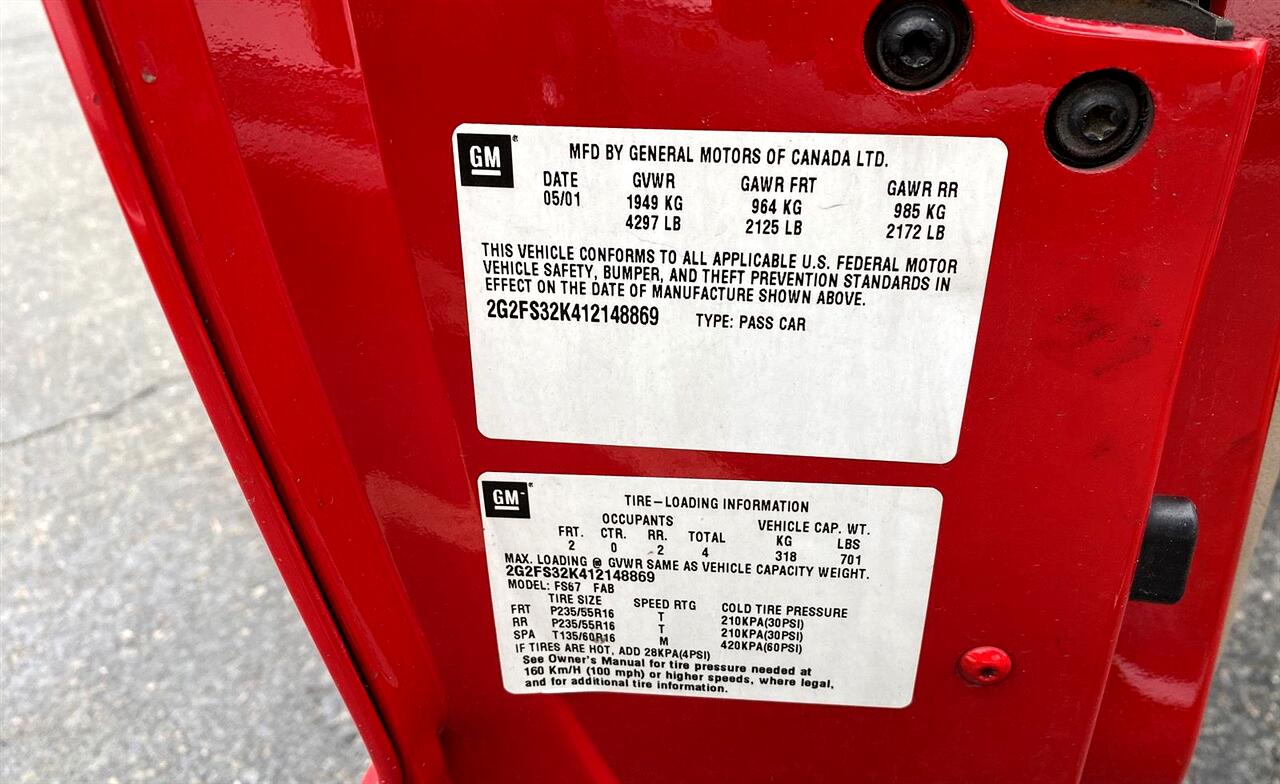 GM
MFD BY GENERAL MOTORS OF CANADA LTD.
DATE GVWR GAWR FRT GAWR RR
05/01 1949 KG 964 KG 985 KG
4297 LB 2125 LB 2172 LB
THIS VEHICLE CONFORMS TO ALL APPLICABLE U.S. FEDERAL MOTOR
VEHICLE SAFETY, BUMPER, AND THEFT PREVENTION STANDARDS IN
EFFECT ON THE DATE OF MANUFACTURE SHOWN ABOVE.
2G2FS32K412148869 TYPE: PASS CAR
GM
TIRE-LOADING INFORMATION
OCCUPANTS VEHICLE CAP. WT.
FRT. CTR. RR. TOTAL KG LBS
2 0 2 4 318 701
MAX. LOADING @ GVWR SAME AS VEHICLE CAPACITY WEIGHT.
2G2FS32K412148869
MODEL: FS67 FAB
TIRE SIZE SPEED RTG COLD TIRE PRESSURE
FRT P235/55R16 T 210KPA(30PSI)
RR P235/55R16 T 210KPA(30PSI)
SPA T135/60R16 M 420KPA(60PSI)
IF TIRES ARE HOT, ADD 28KPA(4PSI)
See Owner's Manual for tire pressure needed at
160 Km/H (100 mph) or higher speeds, where legal,
and for additional tire information.